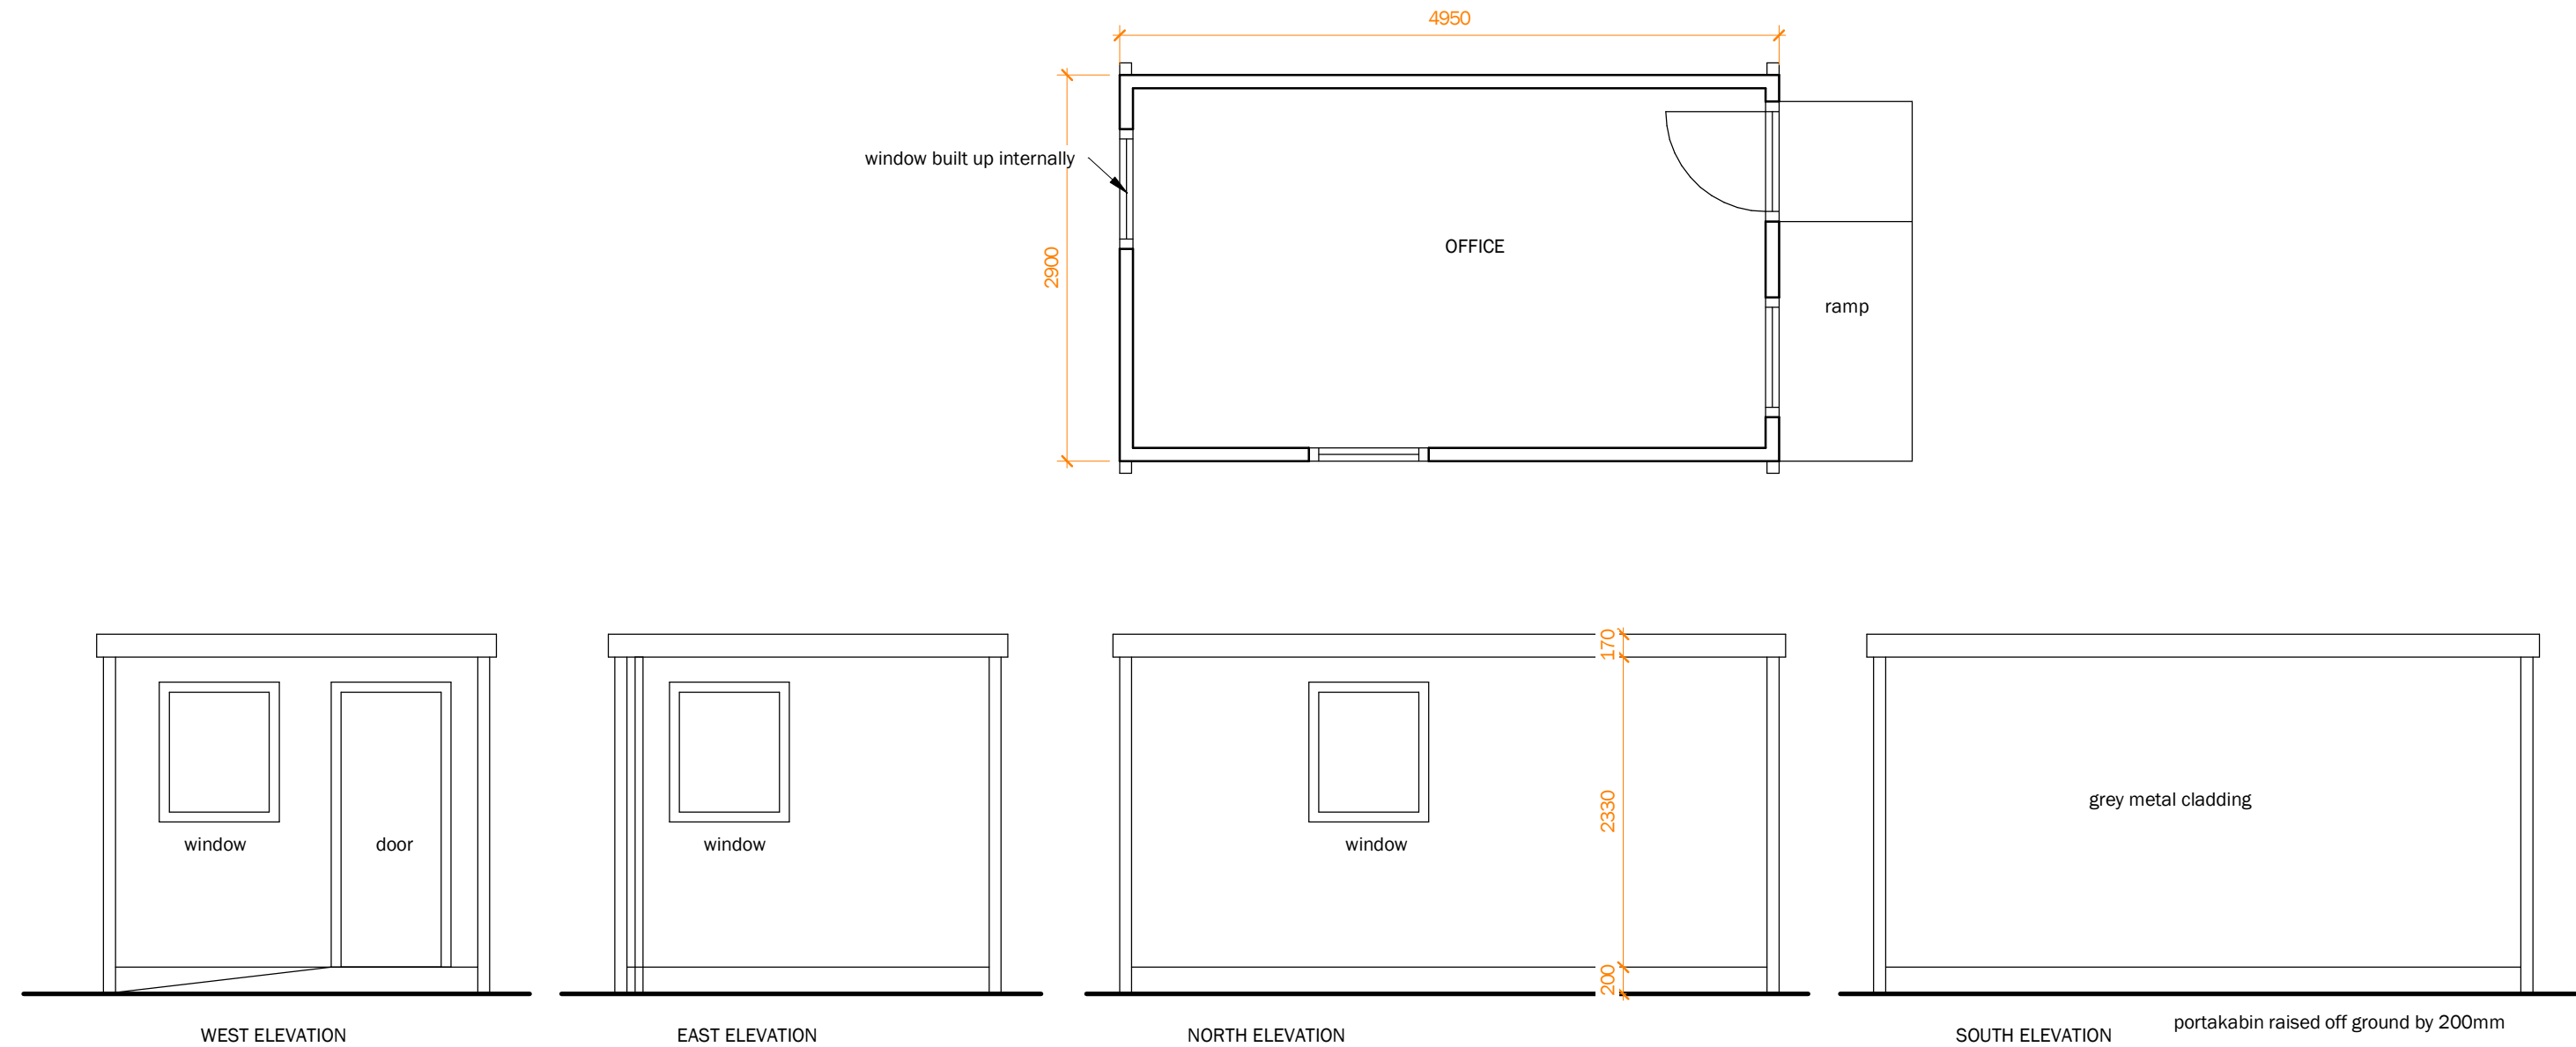 4950
window built up internally
OFFICE
2900
ramp
170
2330
200
window
door
window
window
grey metal cladding
WEST ELEVATION
EAST ELEVATION
NORTH ELEVATION
SOUTH ELEVATION
portakabin raised off ground by 200mm